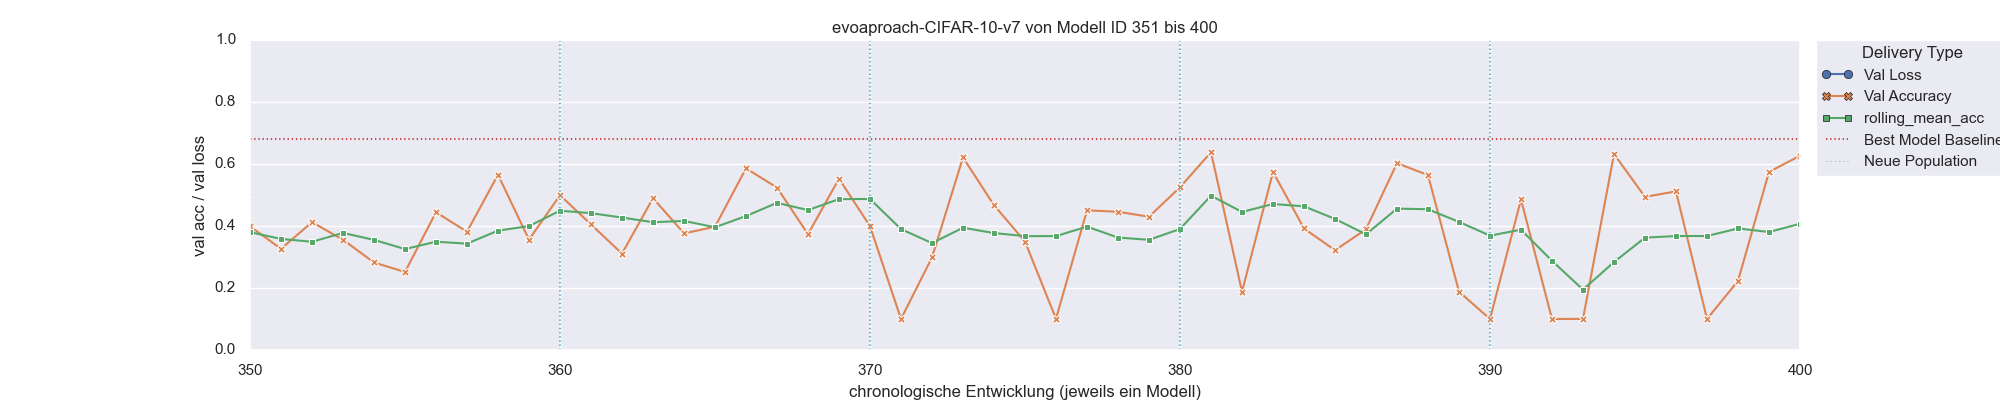 evoaproach-CIFAR-10-v7 von Modell ID 351 bis 400
1.0
0.8
0.6
0.4
0.2
0.0
val acc / val loss
350 360 370 380 390 400
chronologische Entwicklung (jeweils ein Modell)
Delivery Type
Val Loss
Val Accuracy
rolling_mean_acc
Best Model Baseline
Neue Population